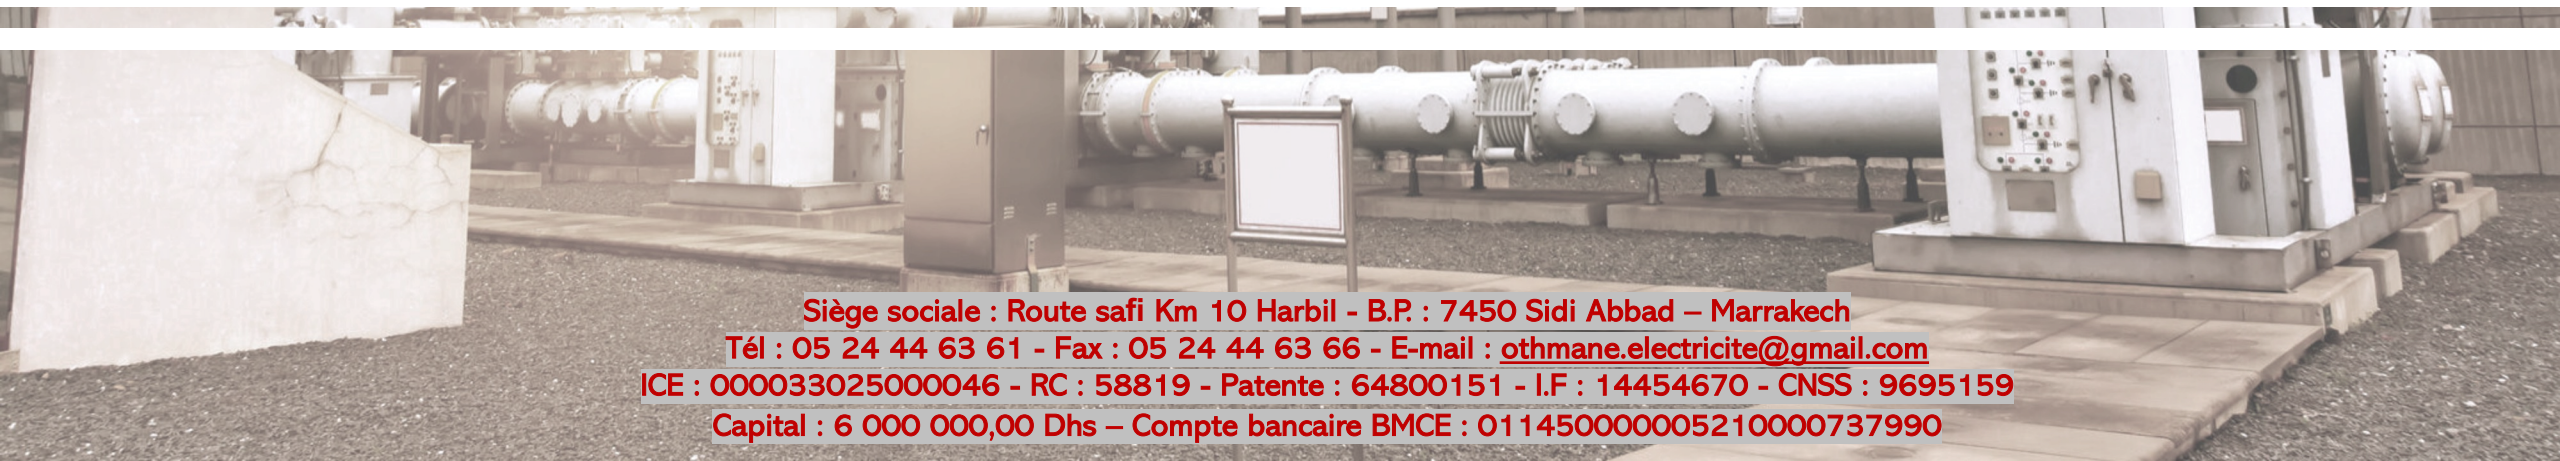 Siège sociale : Route safi Km 10 Harbil - B.P. : 7450 Sidi Abbad – Marrakech
Tél : 05 24 44 63 61 - Fax : 05 24 44 63 66 - E-mail : othmane.electricite@gmail.com
ICE : 000033025000046 - RC : 58819 - Patente : 64800151 - I.F : 14454670 - CNSS : 9695159
Capital : 6 000 000,00 Dhs – Compte bancaire BMCE : 011450000005210000737990